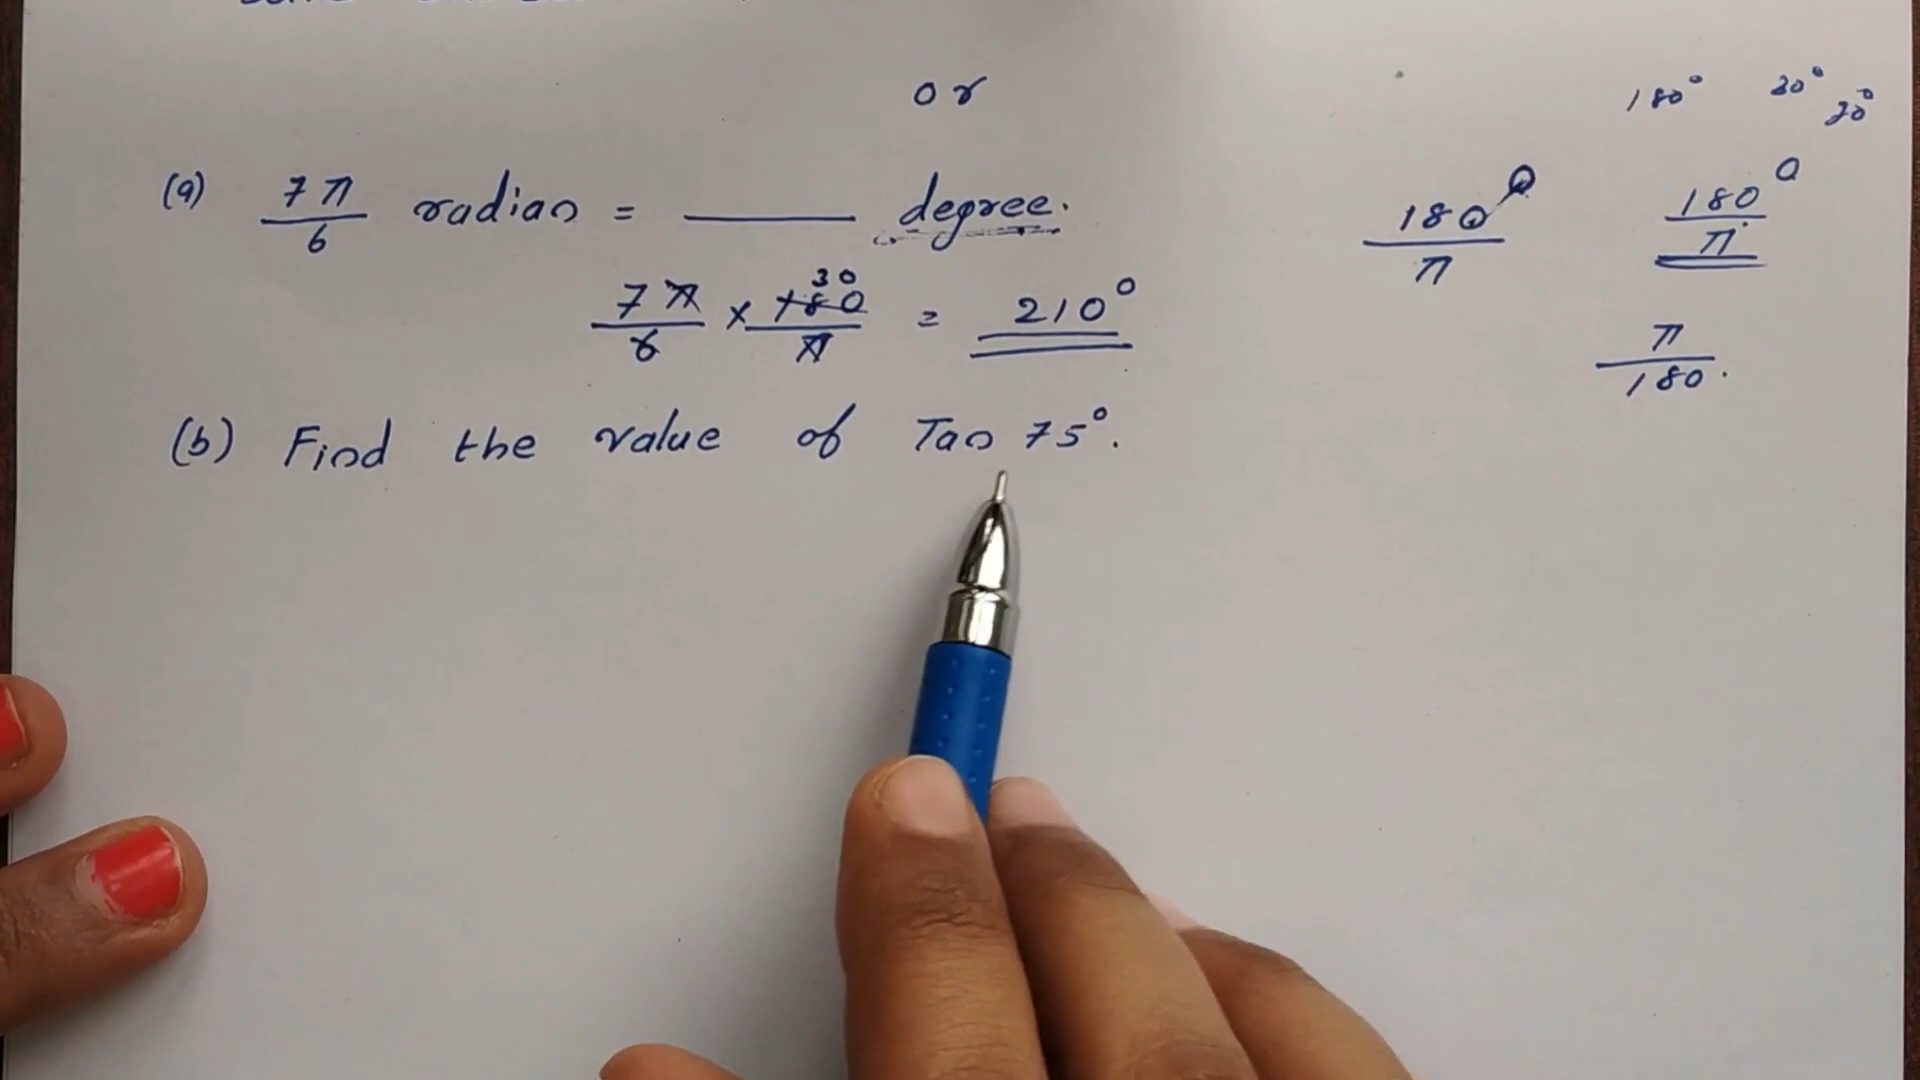 or
180° 30° 30°
(a) 7π/6 radian = ______ degree.
180°/π 180°/π
7π/6 × 180/π = 210°
30
π/180.
(b) Find the value of Tan 75°.